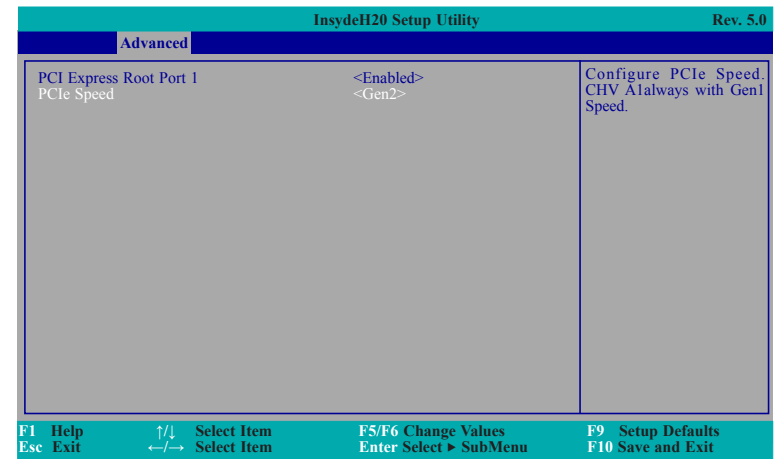 InsydeH20 Setup Utility Rev. 5.0
Advanced
PCI Express Root Port 1 <Enabled>
PCIe Speed <Gen2>
Configure PCIe Speed.
CHV A1always with Gen1
Speed.
F1 Help ↑/↓ Select Item F5/F6 Change Values F9 Setup Defaults
Esc Exit ←/→ Select Item Enter Select ▶ SubMenu F10 Save and Exit